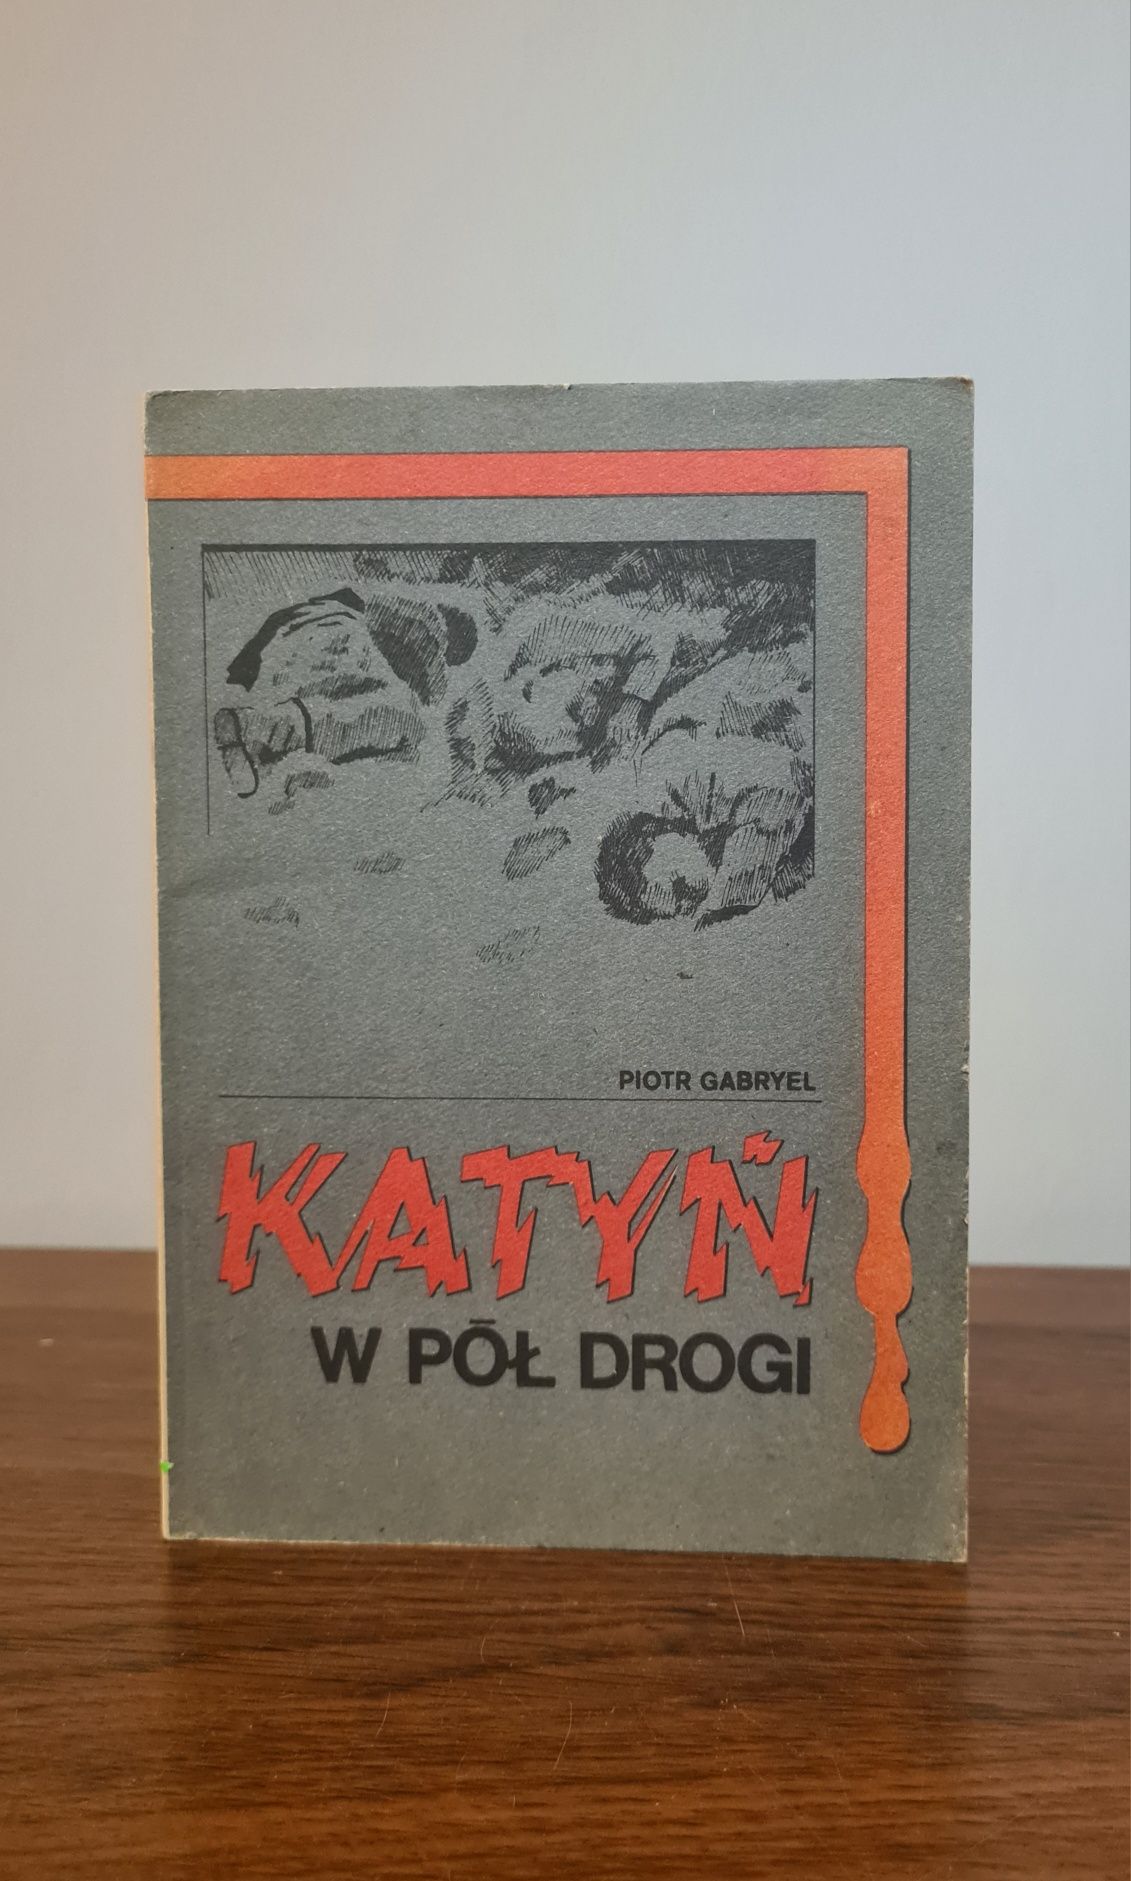 PIOTR GABRYEL
KATYŃ
W PÓŁ DROGI